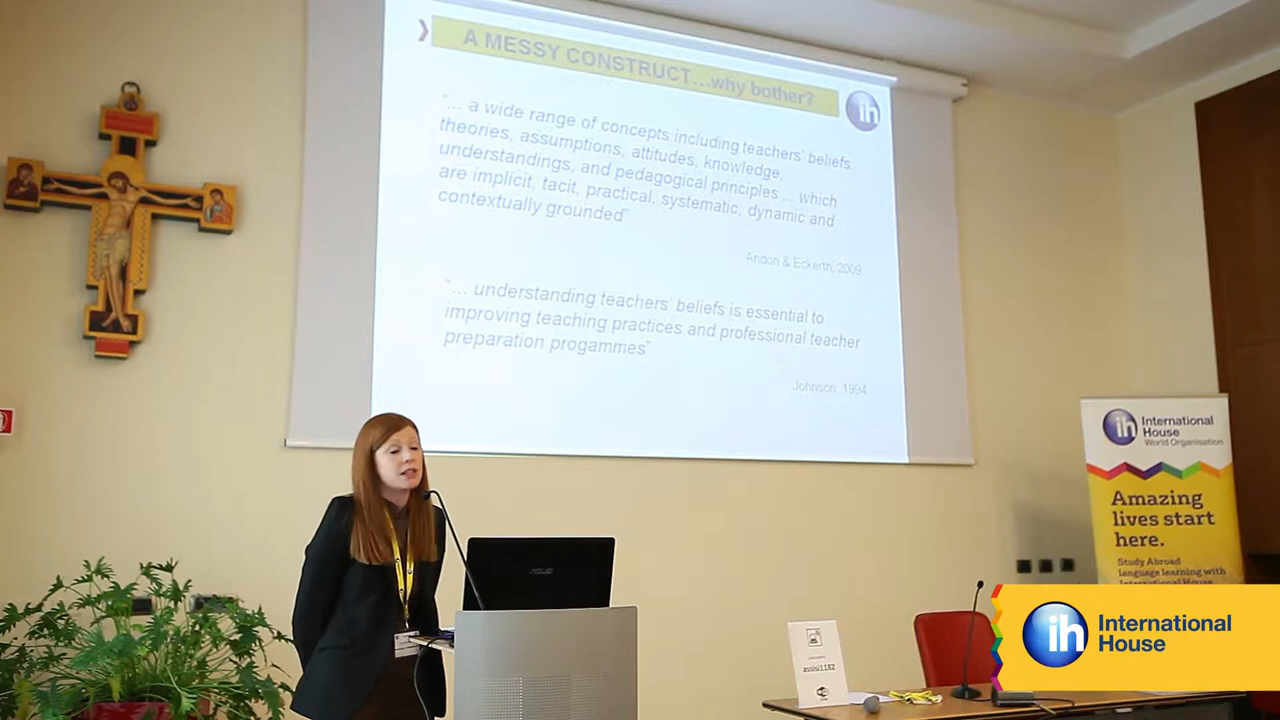 A MESSY CONSTRUCT...why bother?
ih
"... a wide range of concepts including teachers' beliefs,
theories, assumptions, attitudes, knowledge,
understandings, and pedagogical principles ... which
are implicit, tacit, practical, systematic, dynamic and
contextually grounded"
Andon & Eckerth, 2009
"... understanding teachers' beliefs is essential to
improving teaching practices and professional teacher
preparation progammes"
Johnson, 1994
ih International
House
World Organisation
Amazing
lives start
here.
Study Abroad
language learning with
International House
assisi1182
ih International
House